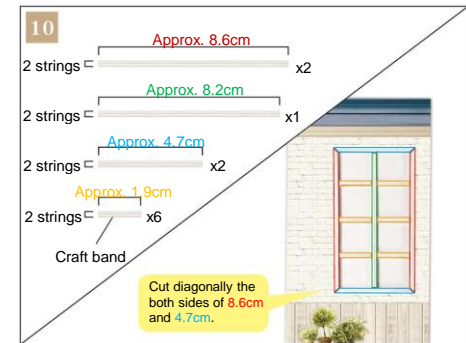 10
Approx. 8.6cm
2 strings x2
Approx. 8.2cm
2 strings x1
Approx. 4.7cm
2 strings x2
Approx. 1.9cm
2 strings x6
Craft band
Cut diagonally the
both sides of 8.6cm
and 4.7cm.